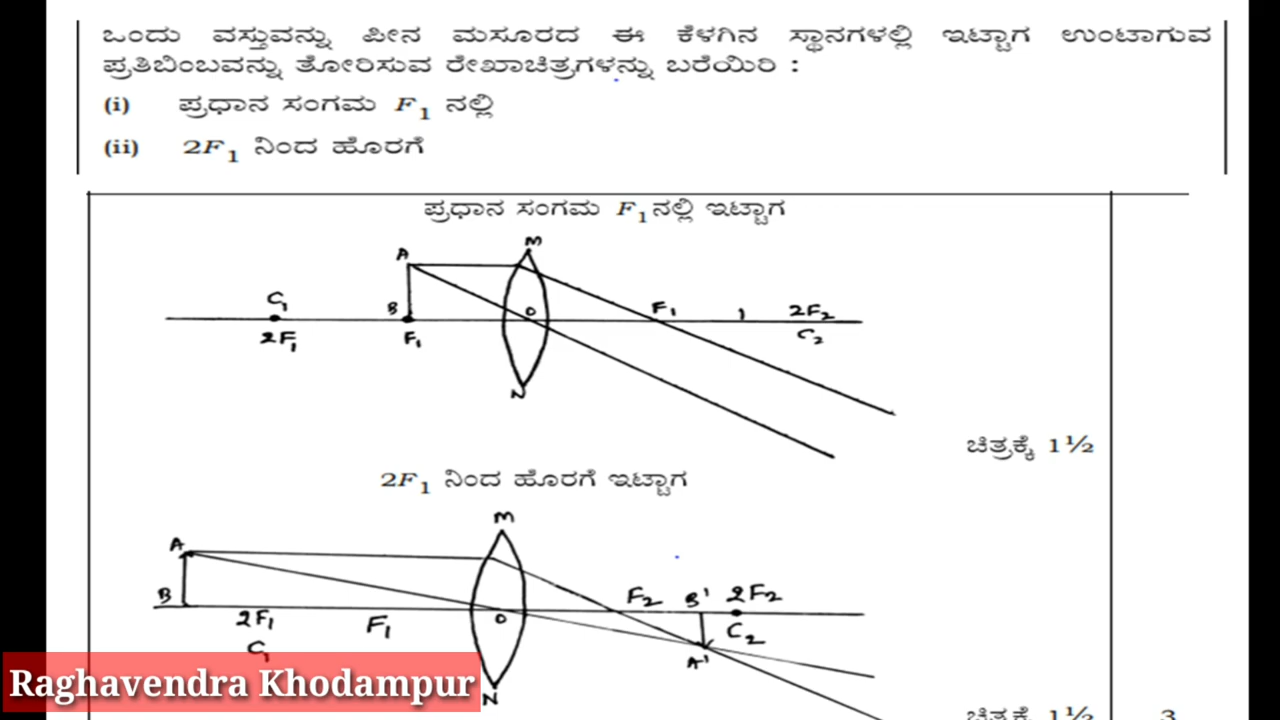 ಒಂದು ವಸ್ತುವನ್ನು ಪೀನ ಮಸೂರದ ಈ ಕೆಳಗಿನ ಸ್ಥಾನಗಳಲ್ಲಿ ಇಟ್ಟಾಗ ಉಂಟಾಗುವ
ಪ್ರತಿಬಿಂಬವನ್ನು ತೋರಿಸುವ ರೇಖಾಚಿತ್ರಗಳನ್ನು ಬರೆಯಿರಿ :
(i) ಪ್ರಧಾನ ಸಂಗಮ F₁ ನಲ್ಲಿ
(ii) 2F₁ ನಿಂದ ಹೊರಗೆ
ಪ್ರಧಾನ ಸಂಗಮ F₁ ನಲ್ಲಿ ಇಟ್ಟಾಗ
M
A
C₁ B O F₁ 2F₂
2F₁ F₁ C₂
N
ಚಿತ್ರಕ್ಕೆ 1½
2F₁ ನಿಂದ ಹೊರಗೆ ಇಟ್ಟಾಗ
M
A
B F₂ B' 2F₂
2F₁ F₁ O C₂
C₁ A'
N
Raghavendra Khodampur
ಚಿತ್ರಕ್ಕೆ 1½ 3